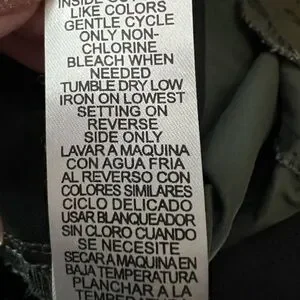 INSIDE OUT
LIKE COLORS
GENTLE CYCLE
ONLY NON-
CHLORINE
BLEACH WHEN
NEEDED
TUMBLE DRY LOW
IRON ON LOWEST
SETTING ON
REVERSE
SIDE ONLY
LAVAR A MAQUINA
CON AGUA FRIA
AL REVERSO CON
COLORES SIMILARES
CICLO DELICADO
USAR BLANQUEADOR
SIN CLORO CUANDO
SE NECESITE
SECAR A MAQUINA EN
BAJA TEMPERATURA
PLANCHAR A LA